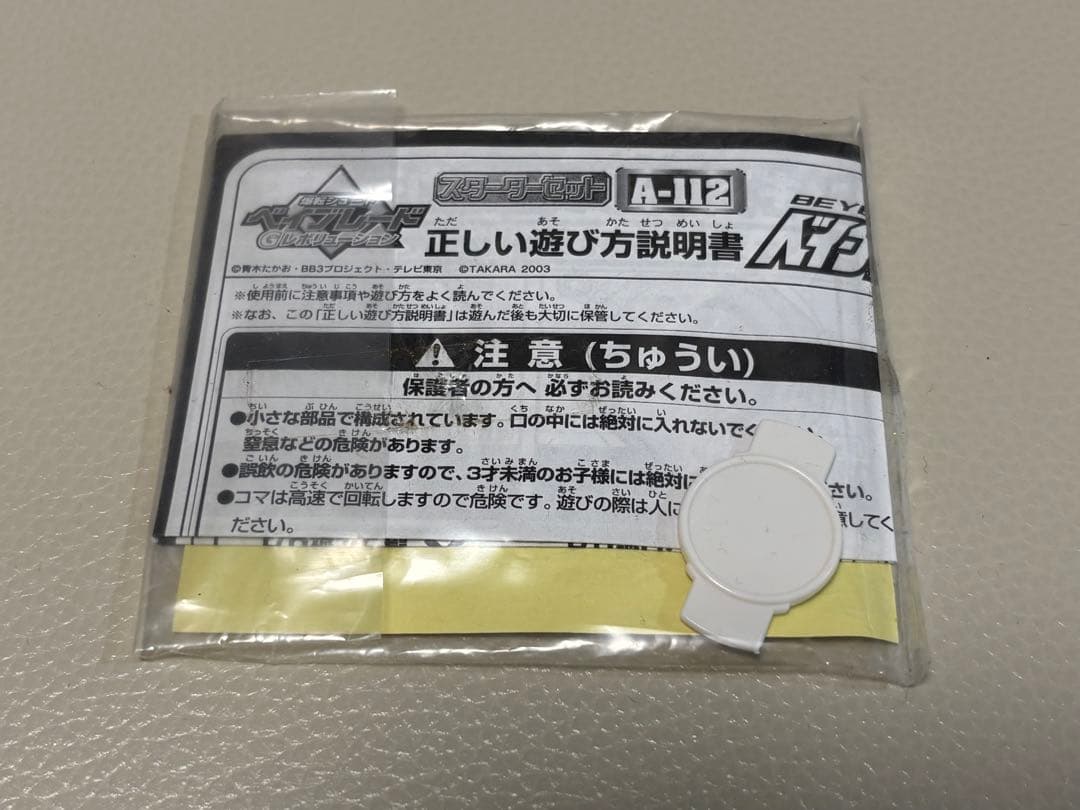 爆転シュート
ベイブレード
Gレボリューション
スターターセット A-112
正しい遊び方説明書
BEY
ベイブ
©青木たかお・BB3プロジェクト・テレビ東京 ©TAKARA 2003
※使用前に注意事項や遊び方をよく読んでください。
※なお、この「正しい遊び方説明書」は遊んだ後も大切に保管してください。
注意(ちゅうい)
保護者の方へ 必ずお読みください。
●小さな部品で構成されています。口の中には絶対に入れないでく
窒息などの危険があります。
●誤飲の危険がありますので、3才未満のお子様には絶対に さい。
●コマは高速で回転しますので危険です。遊びの際は人に 意してく
ださい。